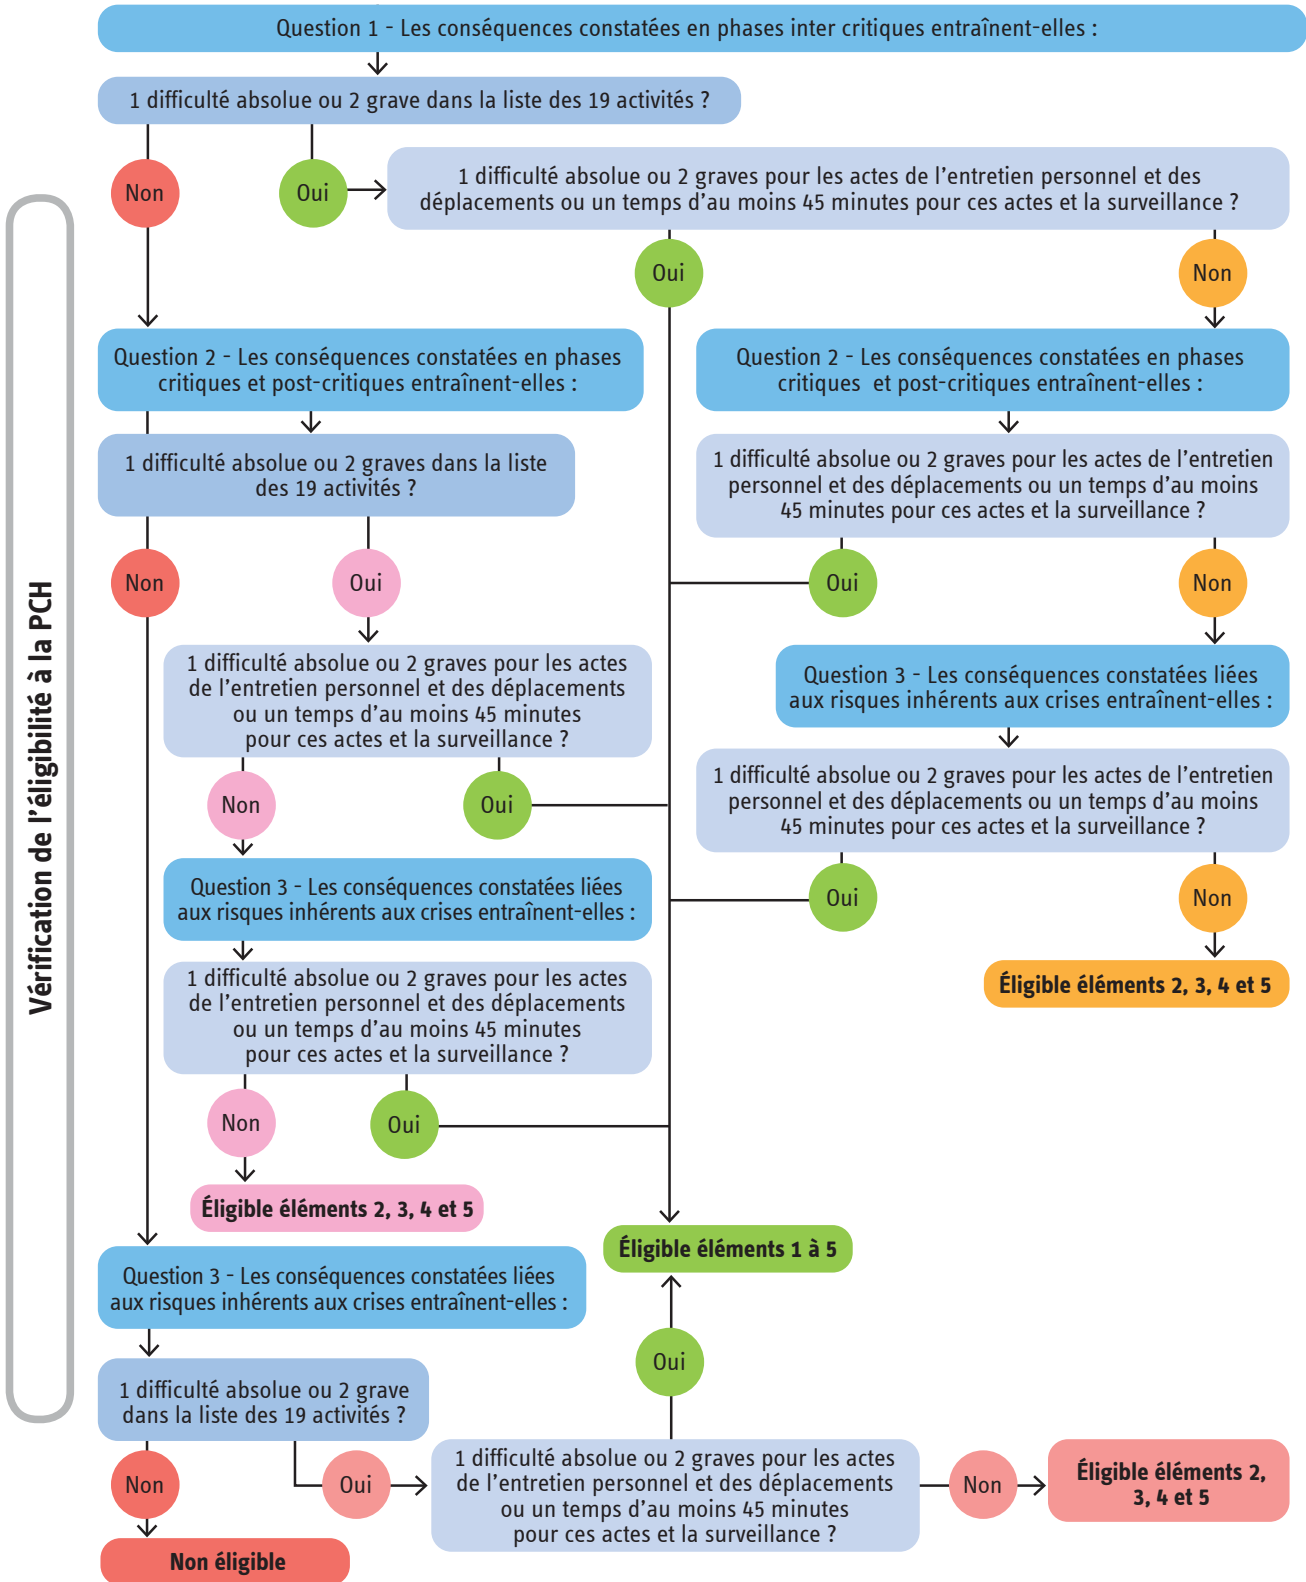 Question 1 - Les conséquences constatées en phases inter critiques entraînent-elles :
1 difficulté absolue ou 2 grave dans la liste des 19 activités ?
Non
Oui
1 difficulté absolue ou 2 graves pour les actes de l'entretien personnel et des
déplacements ou un temps d'au moins 45 minutes pour ces actes et la surveillance ?
Oui
Non
Vérification de l'éligibilité à la PCH
Question 2 - Les conséquences constatées en phases
critiques et post-critiques entraînent-elles :
Question 2 - Les conséquences constatées en phases
critiques et post-critiques entraînent-elles :
1 difficulté absolue ou 2 graves dans la liste
des 19 activités ?
1 difficulté absolue ou 2 graves pour les actes de l'entretien
personnel et des déplacements ou un temps d'au moins
45 minutes pour ces actes et la surveillance ?
Non
Oui
Oui
Non
1 difficulté absolue ou 2 graves pour les actes
de l'entretien personnel et des déplacements
ou un temps d'au moins 45 minutes
pour ces actes et la surveillance ?
Question 3 - Les conséquences constatées liées
aux risques inhérents aux crises entraînent-elles :
Non
Oui
1 difficulté absolue ou 2 graves pour les actes de l'entretien
personnel et des déplacements ou un temps d'au moins
45 minutes pour ces actes et la surveillance ?
Question 3 - Les conséquences constatées liées
aux risques inhérents aux crises entraînent-elles :
Oui
Non
1 difficulté absolue ou 2 graves pour les actes
de l'entretien personnel et des déplacements
ou un temps d'au moins 45 minutes
pour ces actes et la surveillance ?
Éligible éléments 2, 3, 4 et 5
Non
Oui
Éligible éléments 2, 3, 4 et 5
Éligible éléments 1 à 5
Question 3 - Les conséquences constatées liées
aux risques inhérents aux crises entraînent-elles :
Oui
1 difficulté absolue ou 2 grave
dans la liste des 19 activités ?
Non
Oui
1 difficulté absolue ou 2 graves pour les actes
de l'entretien personnel et des déplacements
ou un temps d'au moins 45 minutes
pour ces actes et la surveillance ?
Non
Éligible éléments 2,
3, 4 et 5
Non éligible